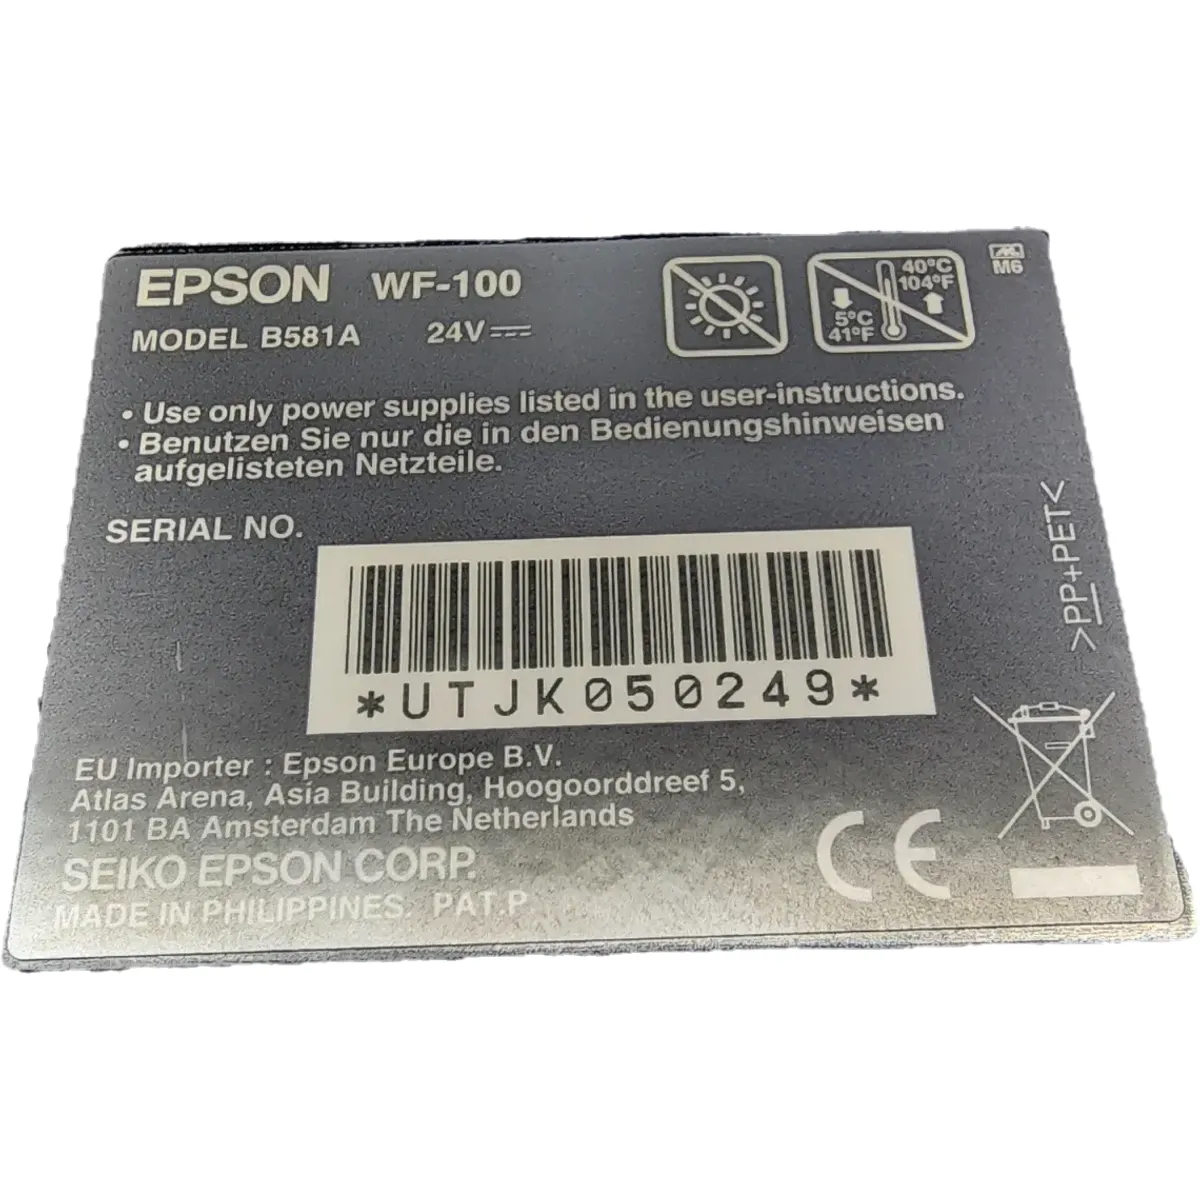 EPSON WF-100
MODEL B581A 24V
40°C
104°F
5°C
41°F
M6
• Use only power supplies listed in the user-instructions.
• Benutzen Sie nur die in den Bedienungshinweisen
aufgelisteten Netzteile.
SERIAL NO.
*UTJK050249*
>PP+PET<
EU Importer : Epson Europe B.V.
Atlas Arena, Asia Building, Hoogoorddreef 5,
1101 BA Amsterdam The Netherlands
SEIKO EPSON CORP.
MADE IN PHILIPPINES. PAT.P
CE